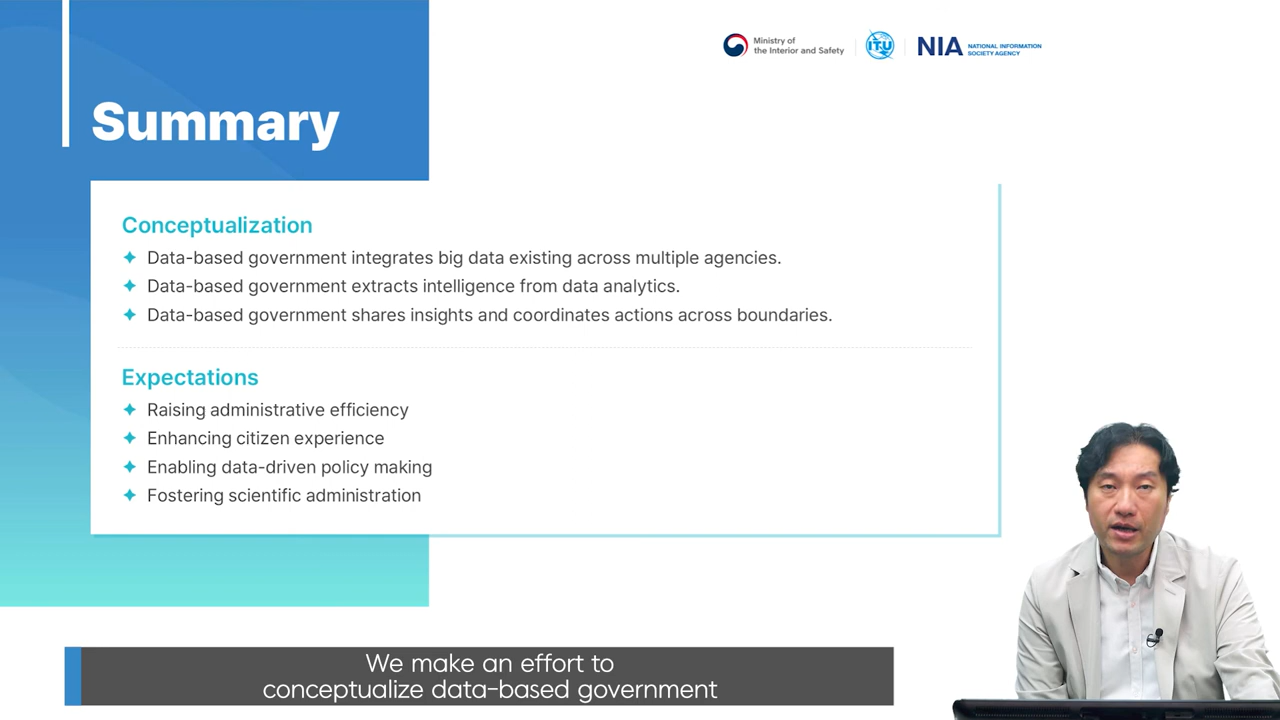 Ministry of
the Interior and Safety
ITU
NIA NATIONAL INFORMATION
SOCIETY AGENCY
Summary
Conceptualization
Data-based government integrates big data existing across multiple agencies.
Data-based government extracts intelligence from data analytics.
Data-based government shares insights and coordinates actions across boundaries.
Expectations
Raising administrative efficiency
Enhancing citizen experience
Enabling data-driven policy making
Fostering scientific administration
We make an effort to
conceptualize data-based government